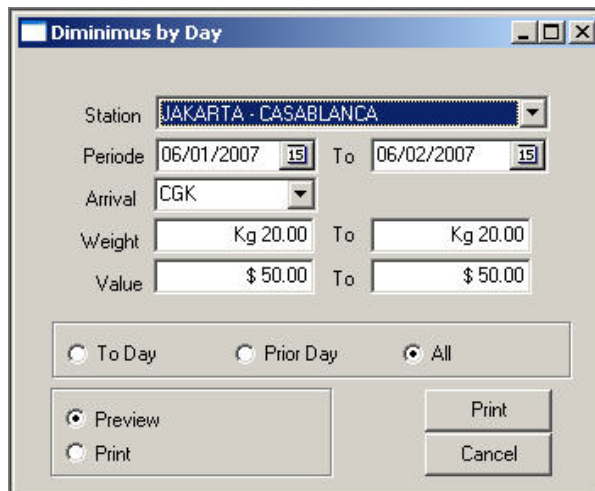 Diminimus by Day
Station JAKARTA - CASABLANCA
Periode 06/01/2007 15 To 06/02/2007 15
Arrival CGK
Weight Kg 20.00 To Kg 20.00
Value $ 50.00 To $ 50.00
To Day Prior Day All
Preview
Print
Print
Cancel